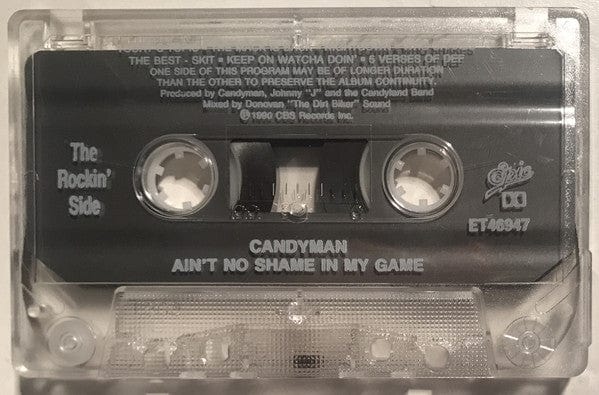 THE BEST - SKIT • KEEP ON WATCHA DOIN' • 5 VERSES OF DEF
ONE SIDE OF THIS PROGRAM MAY BE OF LONGER DURATION
THAN THE OTHER TO PRESERVE THE ALBUM CONTINUITY.
Produced by Candyman, Johnny "J" and the Candyland Band
Mixed by Donovan "The Dirt Biker" Sound
Ⓟ 1990 CBS Records Inc.
The
Rockin'
Side
Epic
ET46947
CANDYMAN
AIN'T NO SHAME IN MY GAME